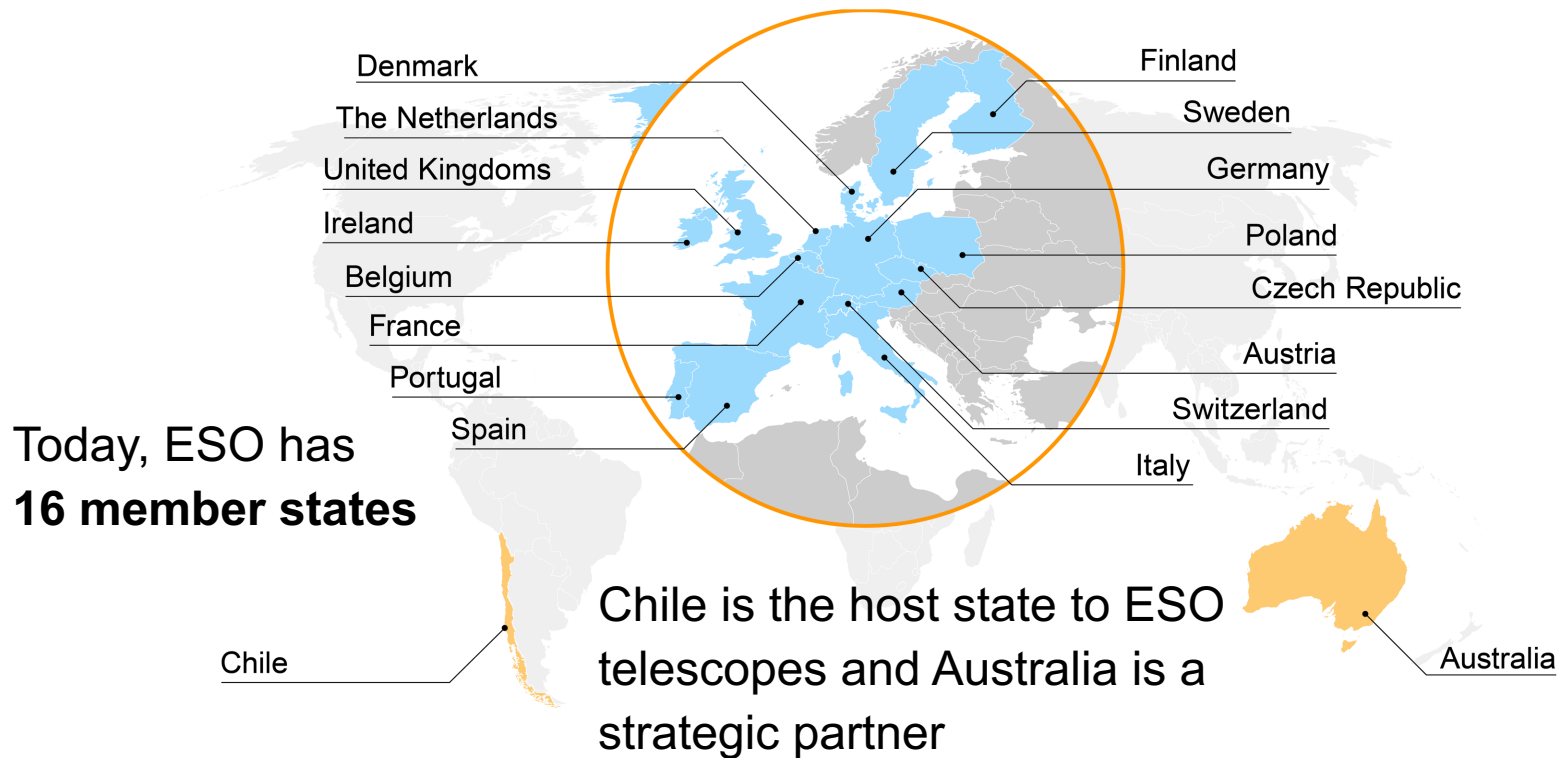 Denmark
The Netherlands
United Kingdoms
Ireland
Belgium
France
Portugal
Spain
Finland
Sweden
Germany
Poland
Czech Republic
Austria
Switzerland
Italy
Today, ESO has
16 member states
Chile is the host state to ESO
telescopes and Australia is a
strategic partner
Chile
Australia